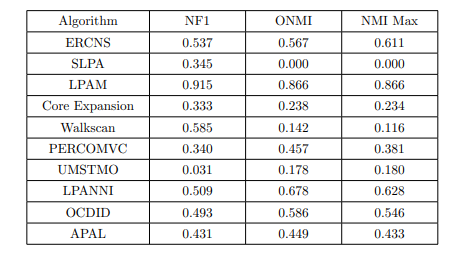 Algorithm NF1 ONMI NMI Max
ERCNS 0.537 0.567 0.611
SLPA 0.345 0.000 0.000
LPAM 0.915 0.866 0.866
Core Expansion 0.333 0.238 0.234
Walkscan 0.585 0.142 0.116
PERCOMVC 0.340 0.457 0.381
UMSTMO 0.031 0.178 0.180
LPANNI 0.509 0.678 0.628
OCDID 0.493 0.586 0.546
APAL 0.431 0.449 0.433